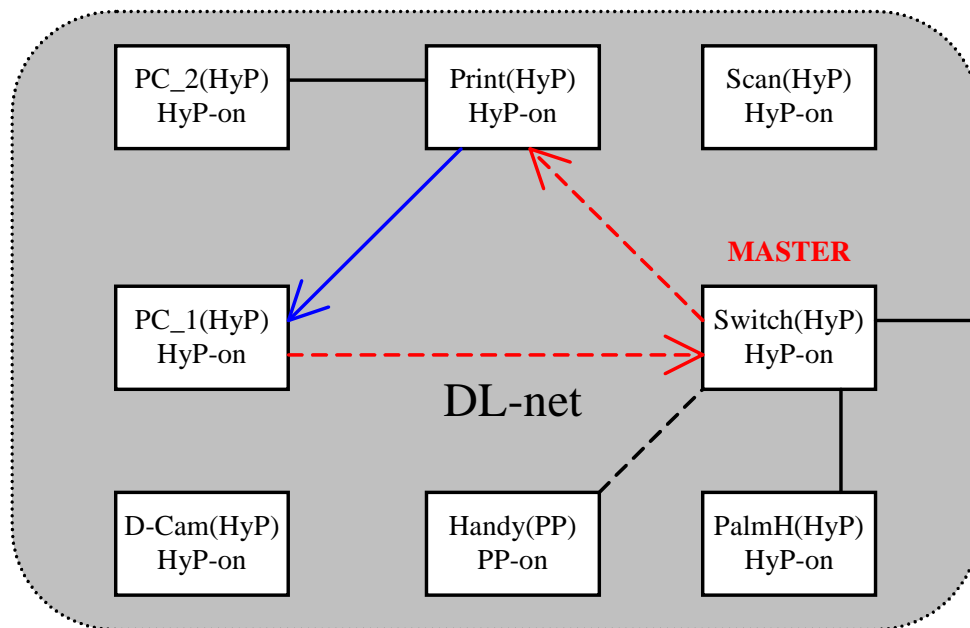 PC_2(HyP)
HyP-on
Print(HyP)
HyP-on
Scan(HyP)
HyP-on
MASTER
PC_1(HyP)
HyP-on
Switch(HyP)
HyP-on
DL-net
D-Cam(HyP)
HyP-on
Handy(PP)
PP-on
PalmH(HyP)
HyP-on